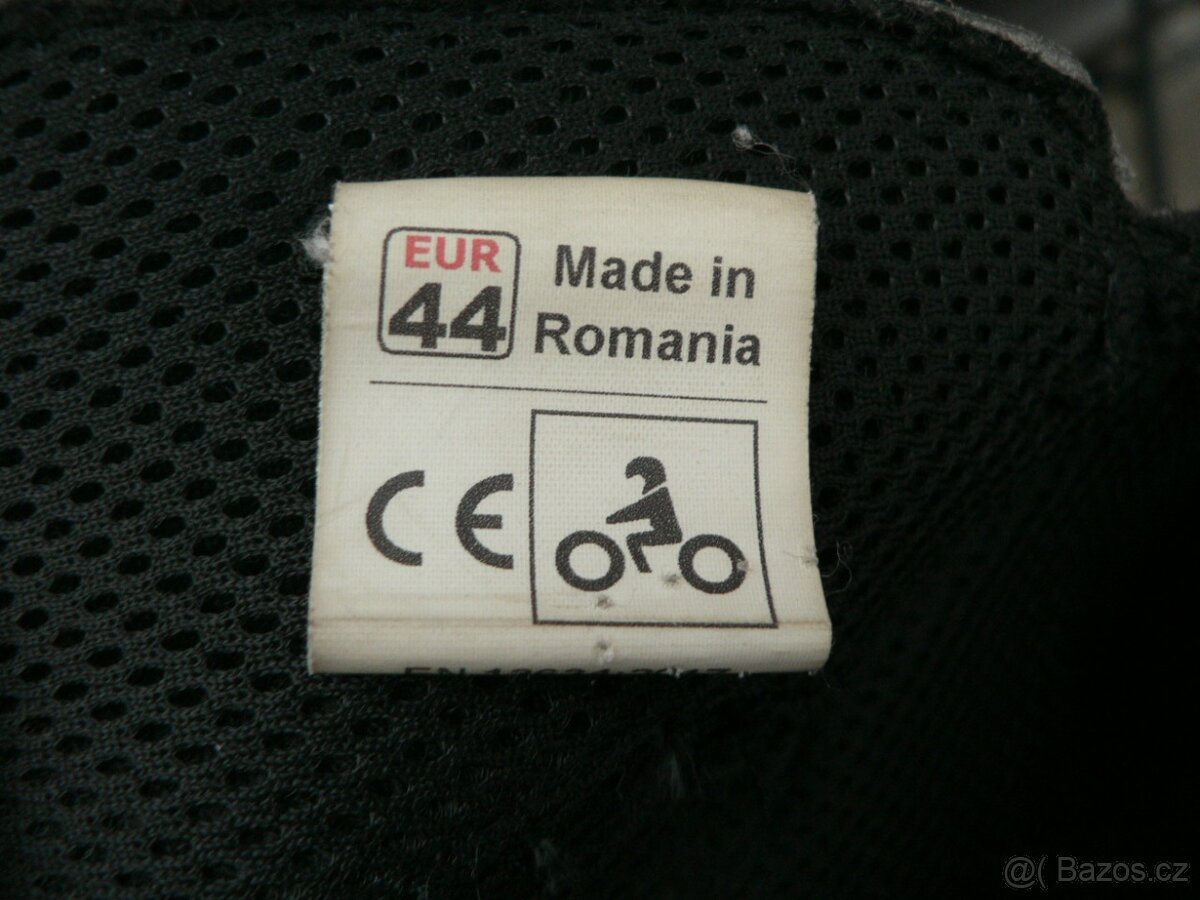 EUR
44
Made in
Romania
CE
@( Bazos.cz